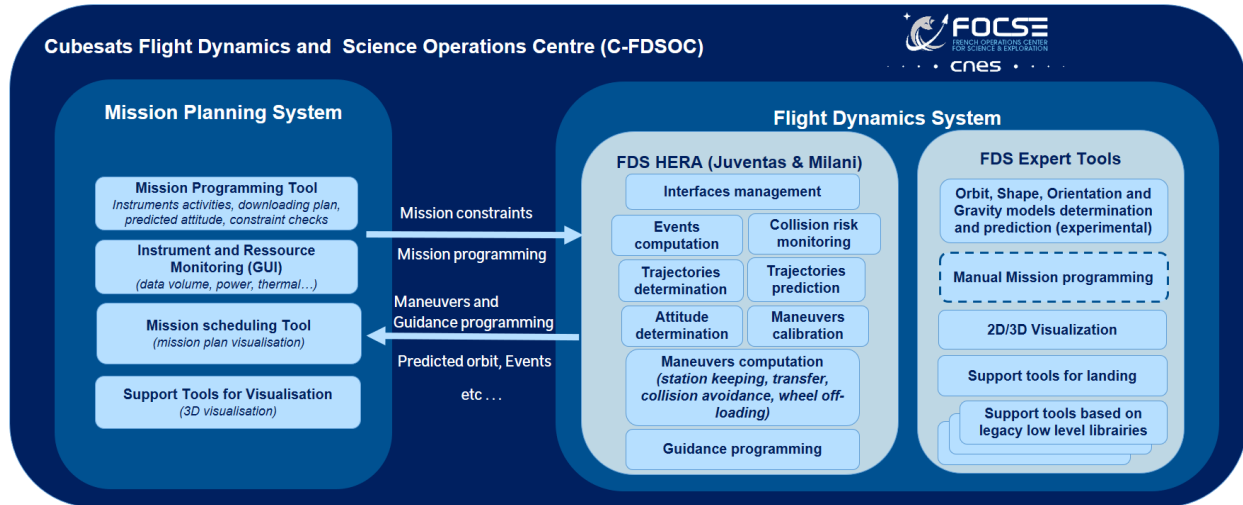 Cubesats Flight Dynamics and Science Operations Centre (C-FDSOC)
FOCSE
FRENCH OPERATIONS CENTER
FOR SCIENCE & EXPLORATION
cnes
Mission Planning System
Mission Programming Tool
Instruments activities, downloading plan,
predicted attitude, constraint checks
Instrument and Ressource
Monitoring (GUI)
(data volume, power, thermal…)
Mission scheduling Tool
(mission plan visualisation)
Support Tools for Visualisation
(3D visualisation)
Mission constraints
Mission programming
Maneuvers and
Guidance programming
Predicted orbit, Events
etc . . .
Flight Dynamics System
FDS HERA (Juventas & Milani)
Interfaces management
Events
computation
Collision risk
monitoring
Trajectories
determination
Trajectories
prediction
Attitude
determination
Maneuvers
calibration
Maneuvers computation
(station keeping, transfer,
collision avoidance, wheel off-
loading)
Guidance programming
FDS Expert Tools
Orbit, Shape, Orientation and
Gravity models determination
and prediction (experimental)
Manual Mission programming
2D/3D Visualization
Support tools for landing
Support tools based on
legacy low level librairies